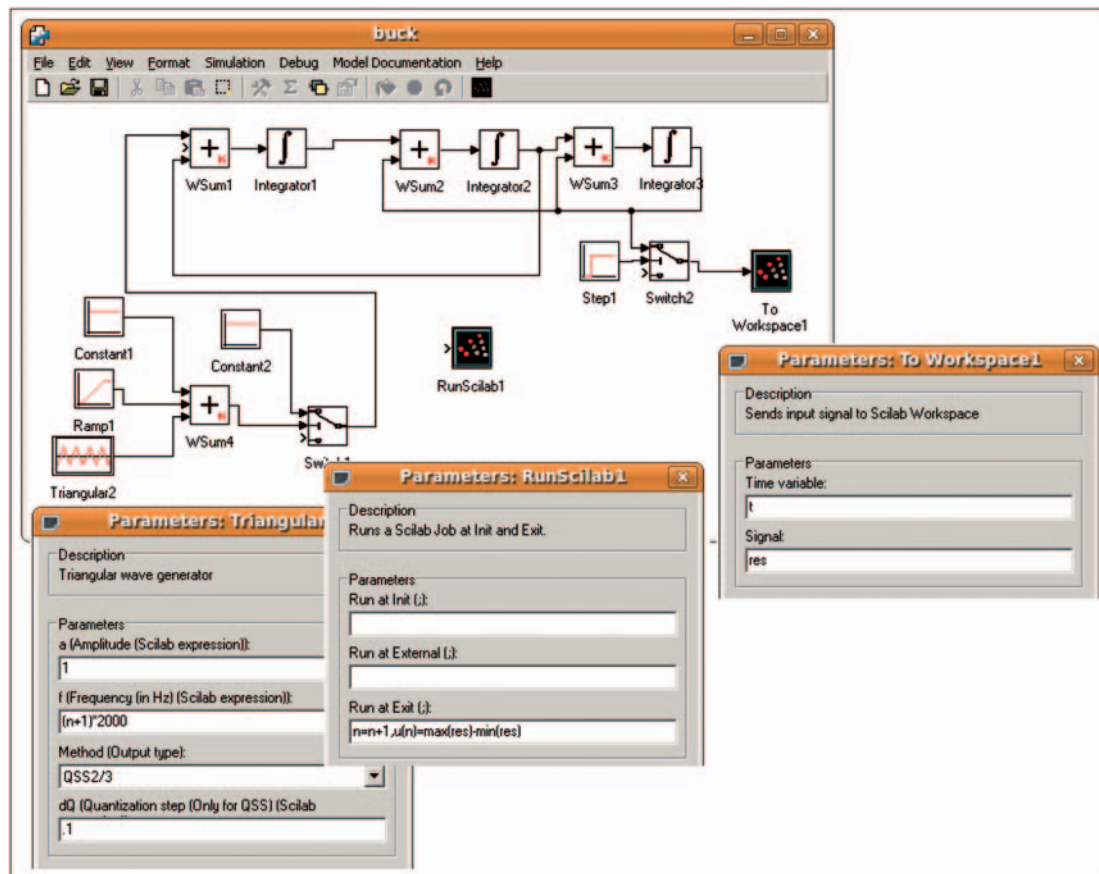 buck
File Edit View Format Simulation Debug Model Documentation Help
WSum1
Integrator1
WSum2
Integrator2
WSum3
Integrator3
Step1
Switch2
To
Workspace1
Constant1
Constant2
RunScilab1
Ramp1
WSum4
Triangular2
Parameters: To Workspace1
Description
Sends input signal to Scilab Workspace
Parameters
Time variable:
t
Signal:
res
Parameters: RunScilab1
Description
Runs a Scilab Job at Init and Exit.
Parameters
Run at Init (;):
Run at External (;):
Run at Exit (;):
n=n+1,u(n)=max(res)-min(res)
Parameters: Triangular
Description
Triangular wave generator
Parameters
a (Amplitude (Scilab expression)):
1
f (Frequency (in Hz) (Scilab expression)):
(n+1)*2000
Method (Output type):
QSS2/3
dQ (Quantization step (Only for QSS) (Scilab
.1